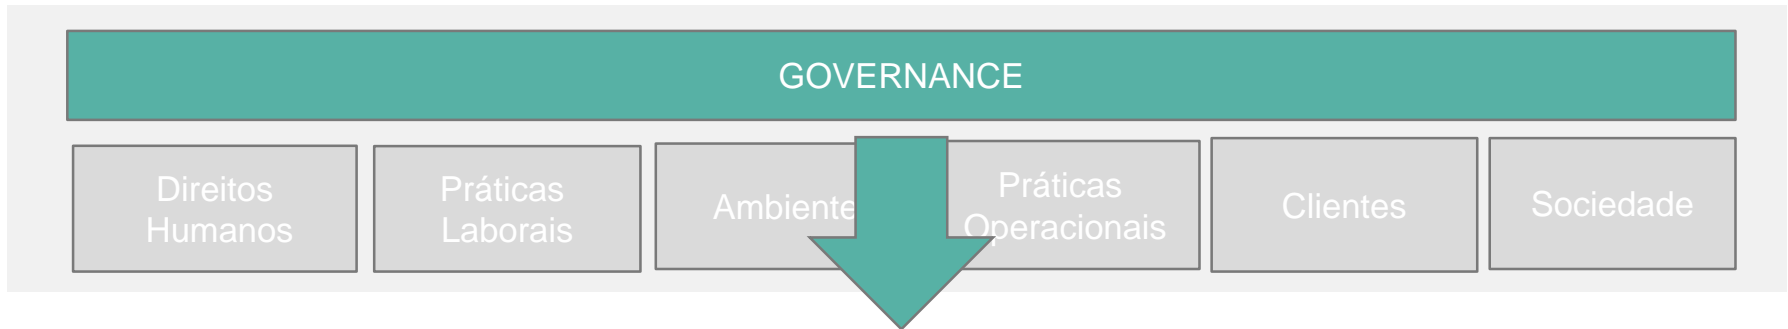 GOVERNANCE
Direitos
Humanos
Práticas
Laborais
Ambiente
Práticas
Operacionais
Clientes
Sociedade